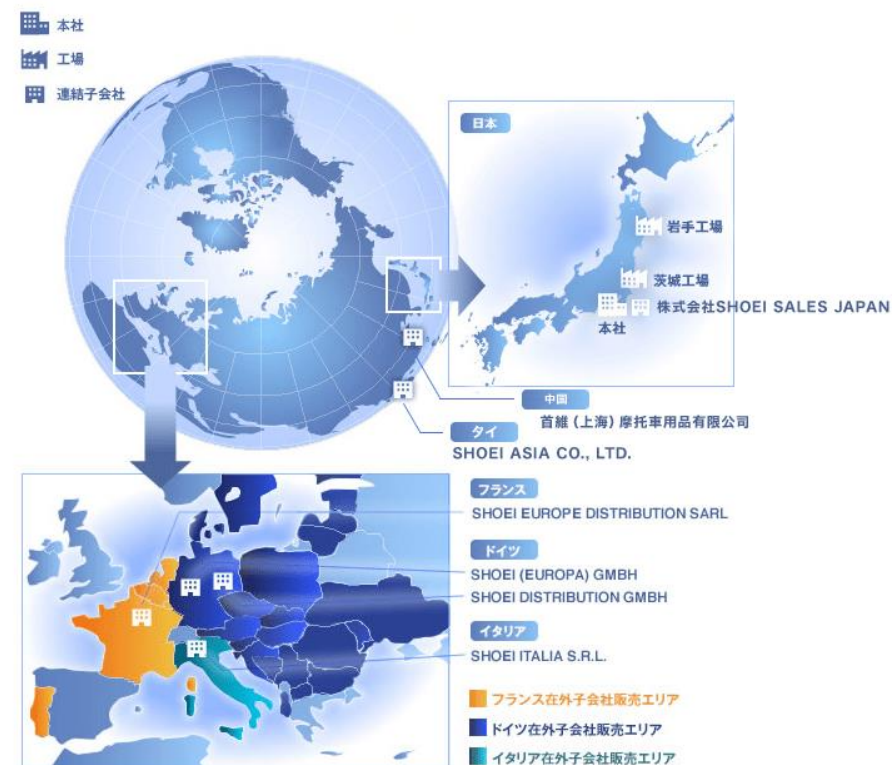 本社
工場
連結子会社
日本
岩手工場
茨城工場
株式会社SHOEI SALES JAPAN
本社
中国
首維（上海）摩托車用品有限公司
タイ
SHOEI ASIA CO., LTD.
フランス
SHOEI EUROPE DISTRIBUTION SARL
ドイツ
SHOEI (EUROPA) GMBH
SHOEI DISTRIBUTION GMBH
イタリア
SHOEI ITALIA S.R.L.
フランス在外子会社販売エリア
ドイツ在外子会社販売エリア
イタリア在外子会社販売エリア